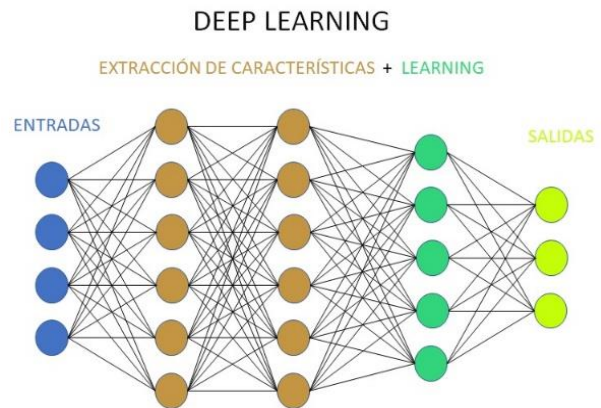 DEEP LEARNING
EXTRACCIÓN DE CARACTERÍSTICAS + LEARNING
ENTRADAS
SALIDAS